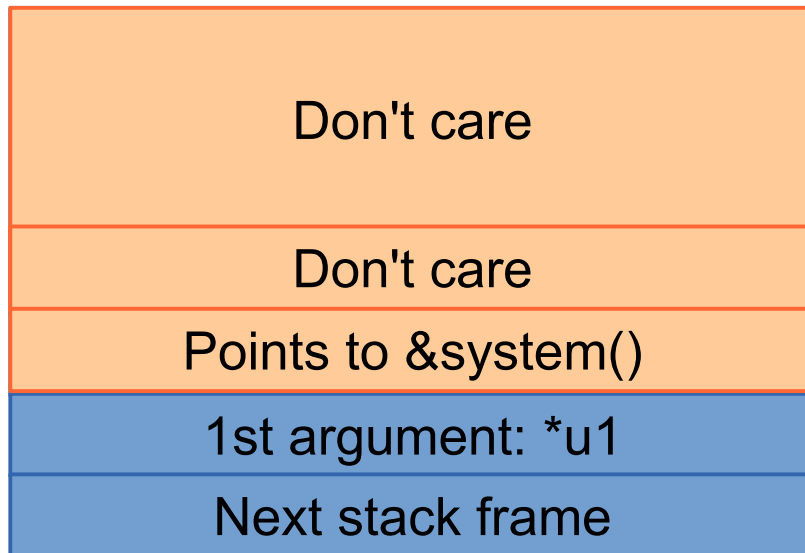 Don't care
Don't care
Points to &system()
1st argument: *u1
Next stack frame